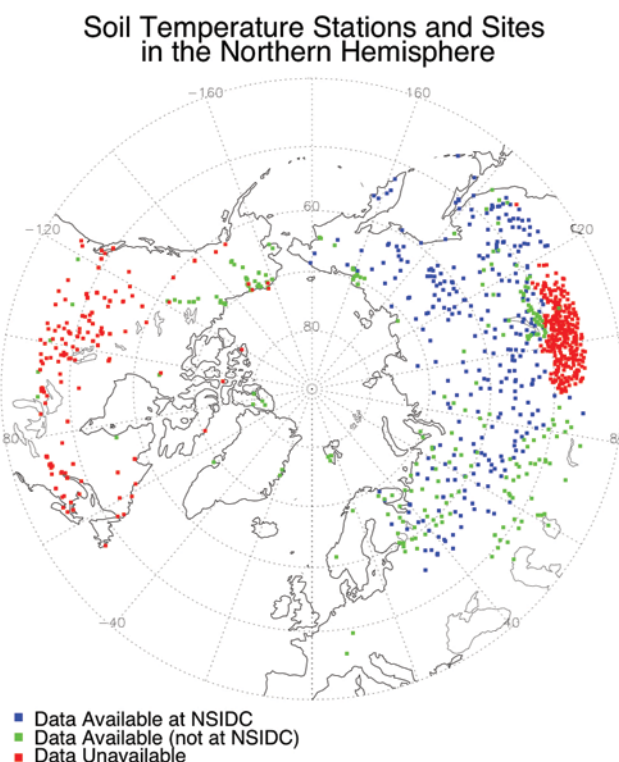 Soil Temperature Stations and Sites
in the Northern Hemisphere
-160
160
60
-120
120
80
80
80
-40
40
Data Available at NSIDC
Data Available (not at NSIDC)
Data Unavailable